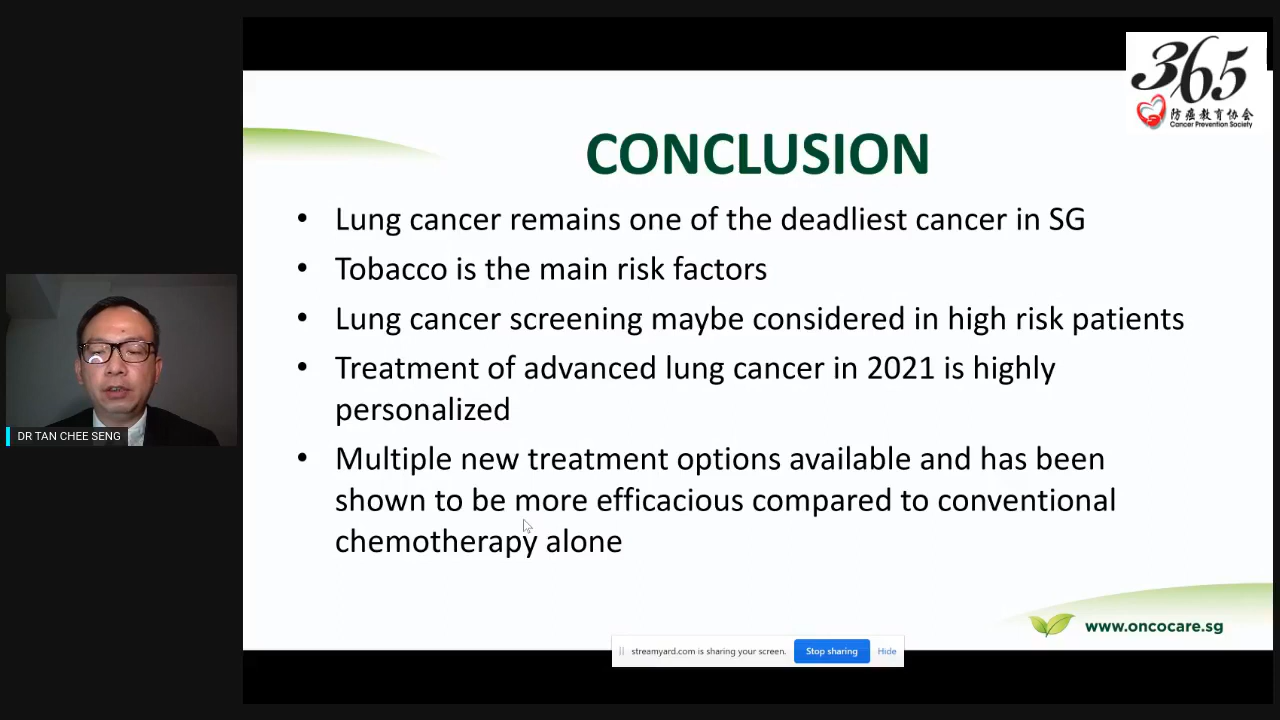 365
防癌教育协会
Cancer Prevention Society
CONCLUSION
• Lung cancer remains one of the deadliest cancer in SG
• Tobacco is the main risk factors
• Lung cancer screening maybe considered in high risk patients
• Treatment of advanced lung cancer in 2021 is highly
personalized
• Multiple new treatment options available and has been
shown to be more efficacious compared to conventional
chemotherapy alone
DR TAN CHEE SENG
www.oncocare.sg
streamyard.com is sharing your screen.
Stop sharing
Hide